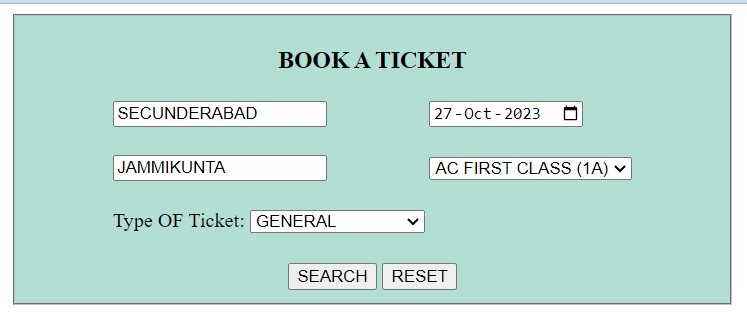 BOOK A TICKET
SECUNDERABAD 27-Oct-2023
JAMMIKUNTA AC FIRST CLASS (1A)
Type OF Ticket: GENERAL
SEARCH RESET